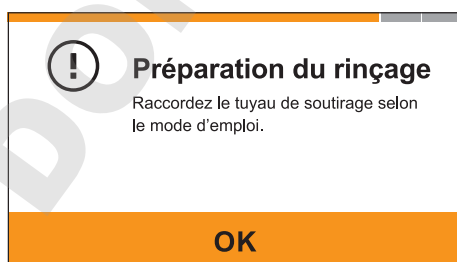 Préparation du rinçage
Raccordez le tuyau de soutirage selon
le mode d'emploi.
OK